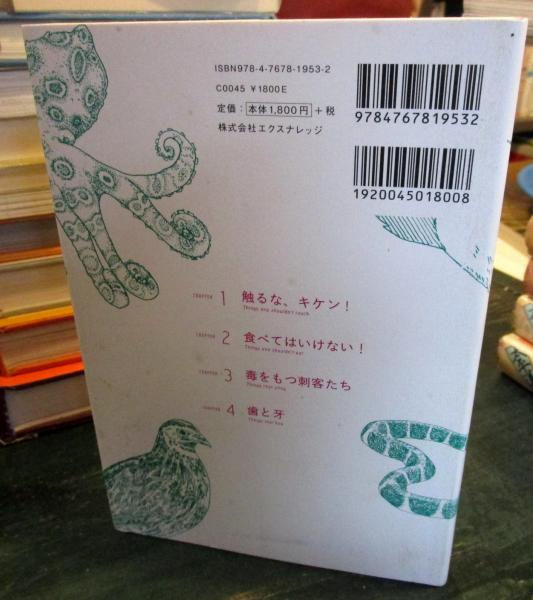 ISBN978-4-7678-1953-2
C0045 ¥1800E
定価：本体1,800円＋税
株式会社エクスナレッジ
9784767819532
1920045018008
CHAPTER 1 触るな、キケン！
Things one shouldn't touch
CHAPTER 2 食べてはいけない！
Things one shouldn't eat
CHAPTER 3 毒をもつ刺客たち
Things that sting
CHAPTER 4 歯と牙
Things that bite